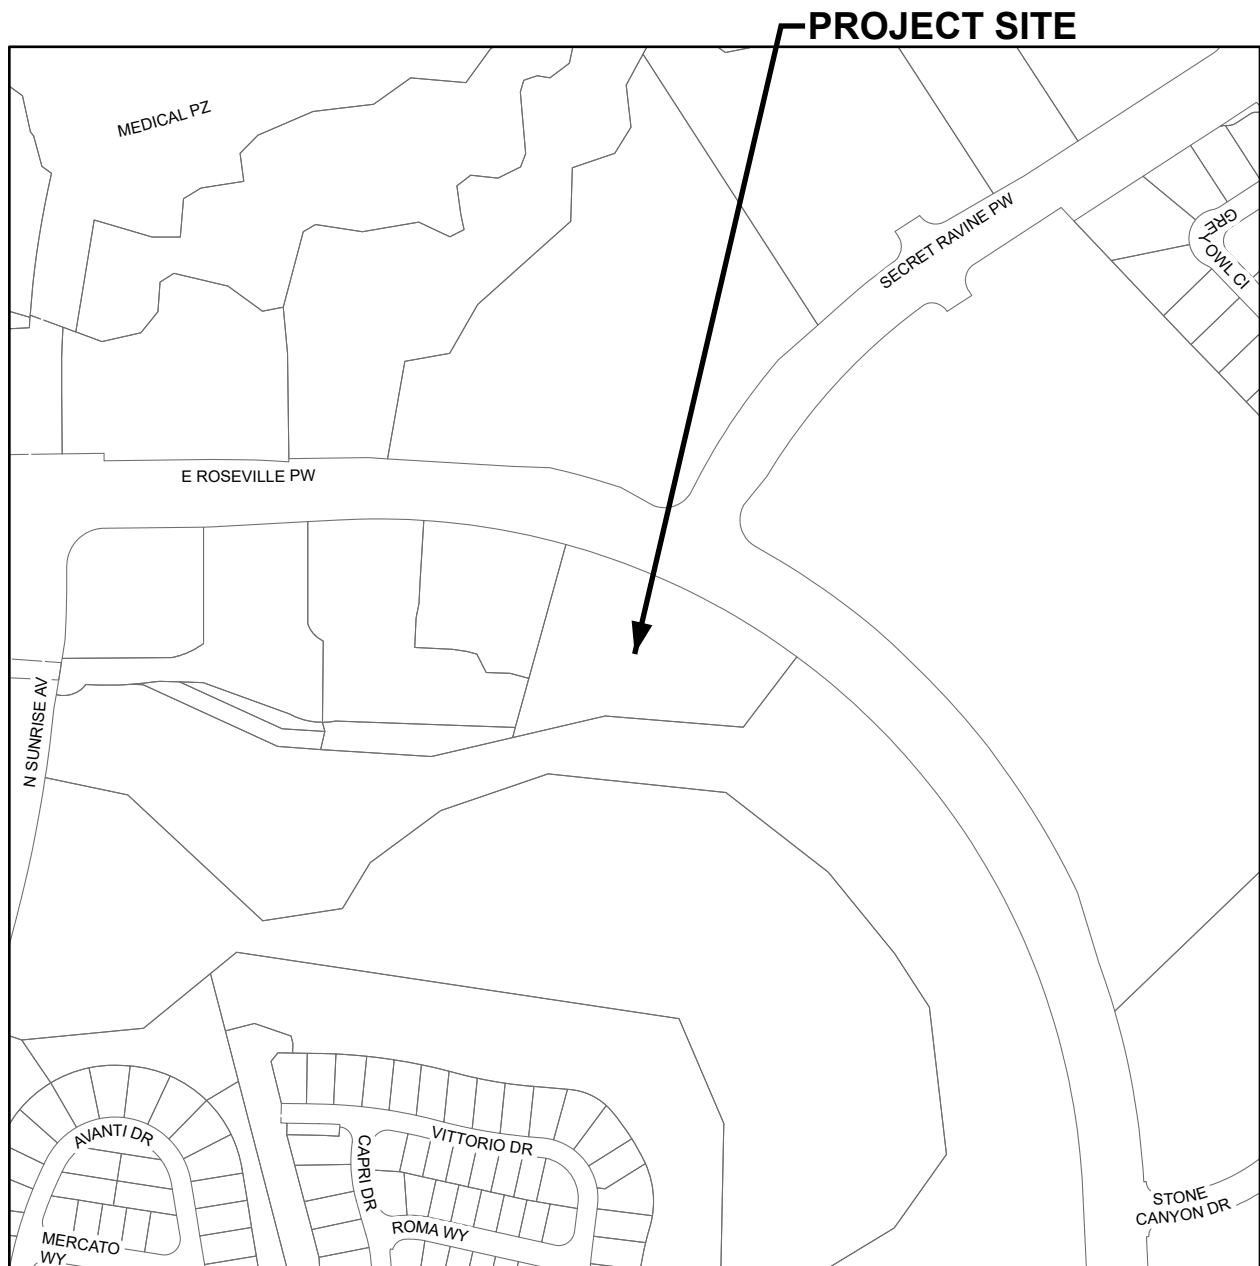 PROJECT SITE
MEDICAL PZ
SECRET RAVINE PW
GREY OWL CI
E ROSEVILLE PW
N SUNRISE AV
AVANTI DR
VITTORIO DR
CAPRI DR
ROMA WY
MERCATO
WY
STONE
CANYON DR